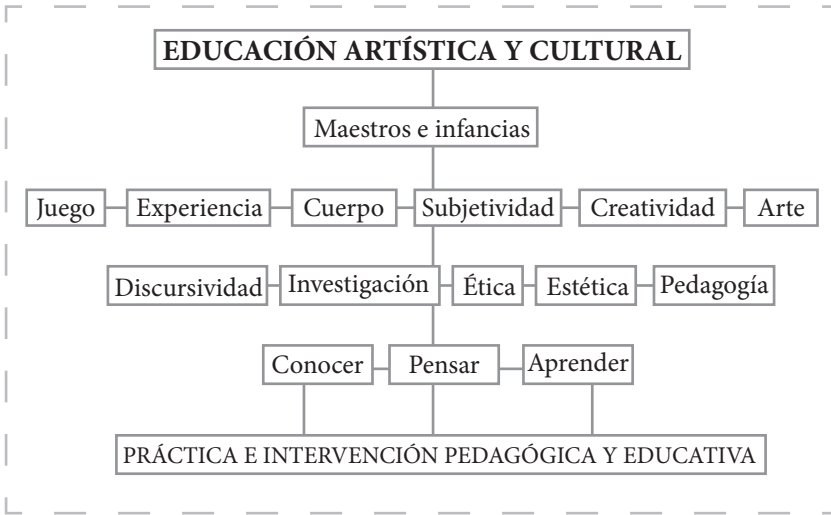 EDUCACIÓN ARTÍSTICA Y CULTURAL
Maestros e infancias
Juego Experiencia Cuerpo Subjetividad Creatividad Arte
Discursividad Investigación Ética Estética Pedagogía
Conocer Pensar Aprender
PRÁCTICA E INTERVENCIÓN PEDAGÓGICA Y EDUCATIVA